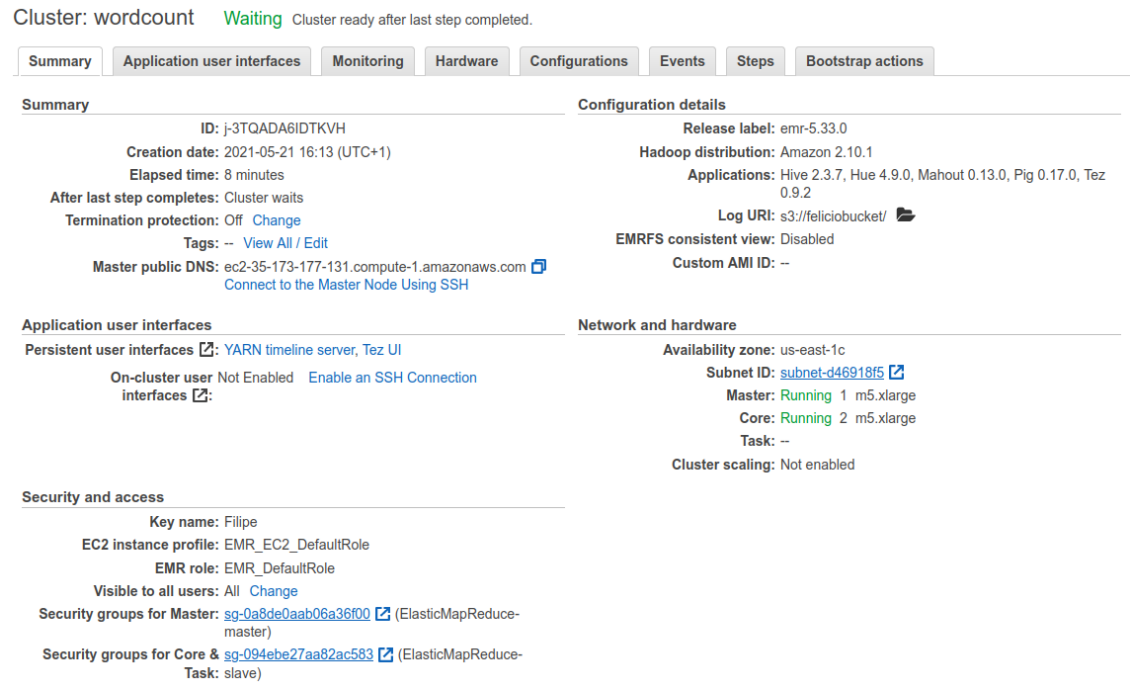 Cluster: wordcount Waiting Cluster ready after last step completed.
Summary Application user interfaces Monitoring Hardware Configurations Events Steps Bootstrap actions
Summary
ID: j-3TQADA6IDTKVH
Creation date: 2021-05-21 16:13 (UTC+1)
Elapsed time: 8 minutes
After last step completes: Cluster waits
Termination protection: Off Change
Tags: -- View All / Edit
Master public DNS: ec2-35-173-177-131.compute-1.amazonaws.com
Connect to the Master Node Using SSH
Configuration details
Release label: emr-5.33.0
Hadoop distribution: Amazon 2.10.1
Applications: Hive 2.3.7, Hue 4.9.0, Mahout 0.13.0, Pig 0.17.0, Tez
0.9.2
Log URI: s3://feliciobucket/
EMRFS consistent view: Disabled
Custom AMI ID: --
Application user interfaces
Persistent user interfaces : YARN timeline server, Tez UI
On-cluster user Not Enabled Enable an SSH Connection
interfaces :
Network and hardware
Availability zone: us-east-1c
Subnet ID: subnet-d46918f5
Master: Running 1 m5.xlarge
Core: Running 2 m5.xlarge
Task: --
Cluster scaling: Not enabled
Security and access
Key name: Filipe
EC2 instance profile: EMR_EC2_DefaultRole
EMR role: EMR_DefaultRole
Visible to all users: All Change
Security groups for Master: sg-0a8de0aab06a36f00 (ElasticMapReduce-
master)
Security groups for Core & sg-094ebe27aa82ac583 (ElasticMapReduce-
Task: slave)